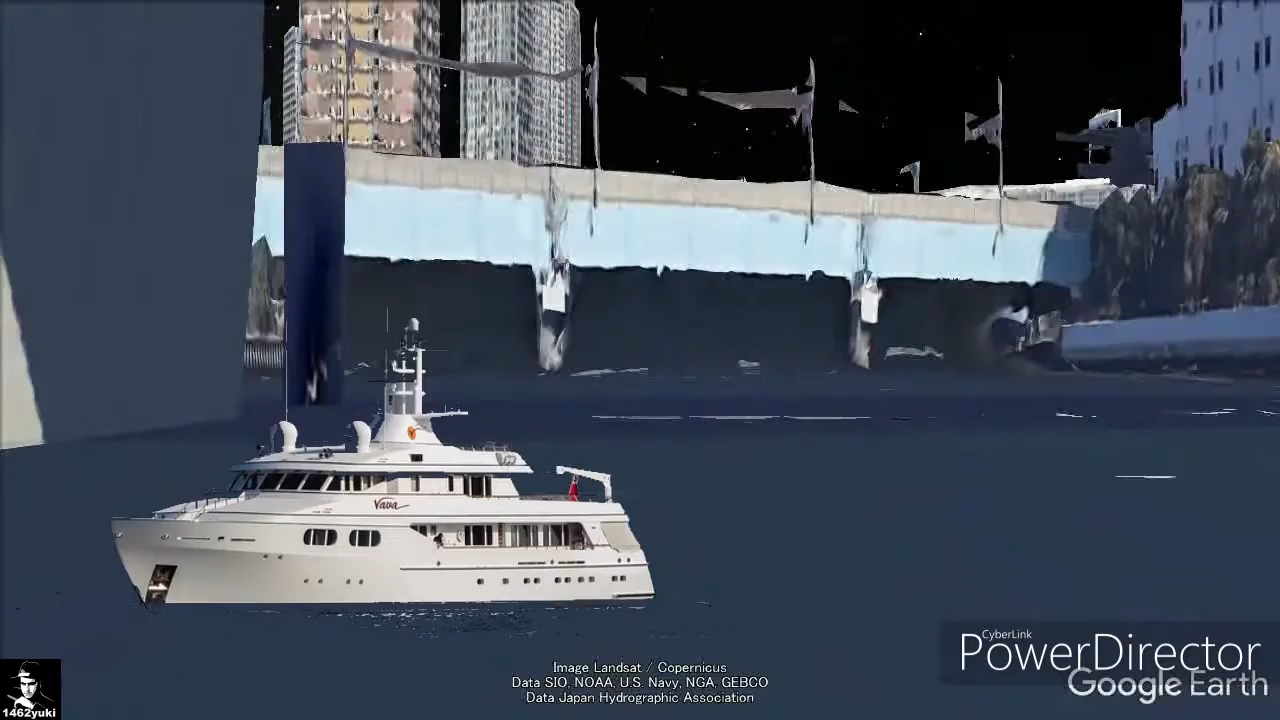 Vava
Image Landsat / Copernicus
Data SIO, NOAA, U.S. Navy, NGA, GEBCO
Data Japan Hydrographic Association
CyberLink
PowerDirector
Google Earth
1462yuki